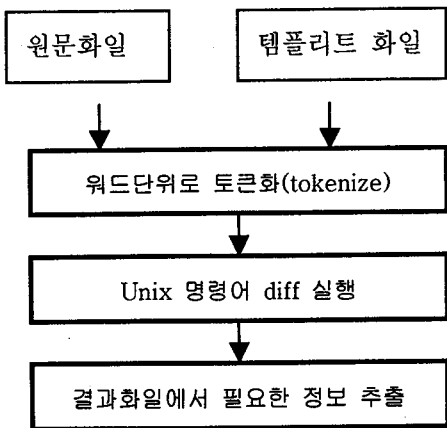 원문화일
템플리트 화일
워드단위로 토큰화(tokenize)
Unix 명령어 diff 실행
결과화일에서 필요한 정보 추출